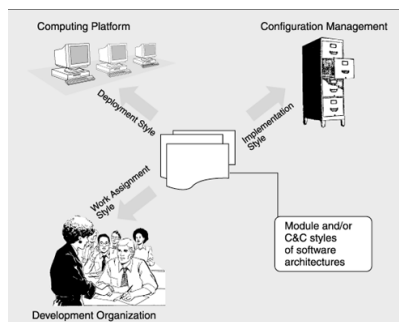 Computing Platform
Configuration Management
Deployment Style
Implementation
Style
Work Assignment
Style
Module and/or
C&C styles
of software
architectures
Development Organization